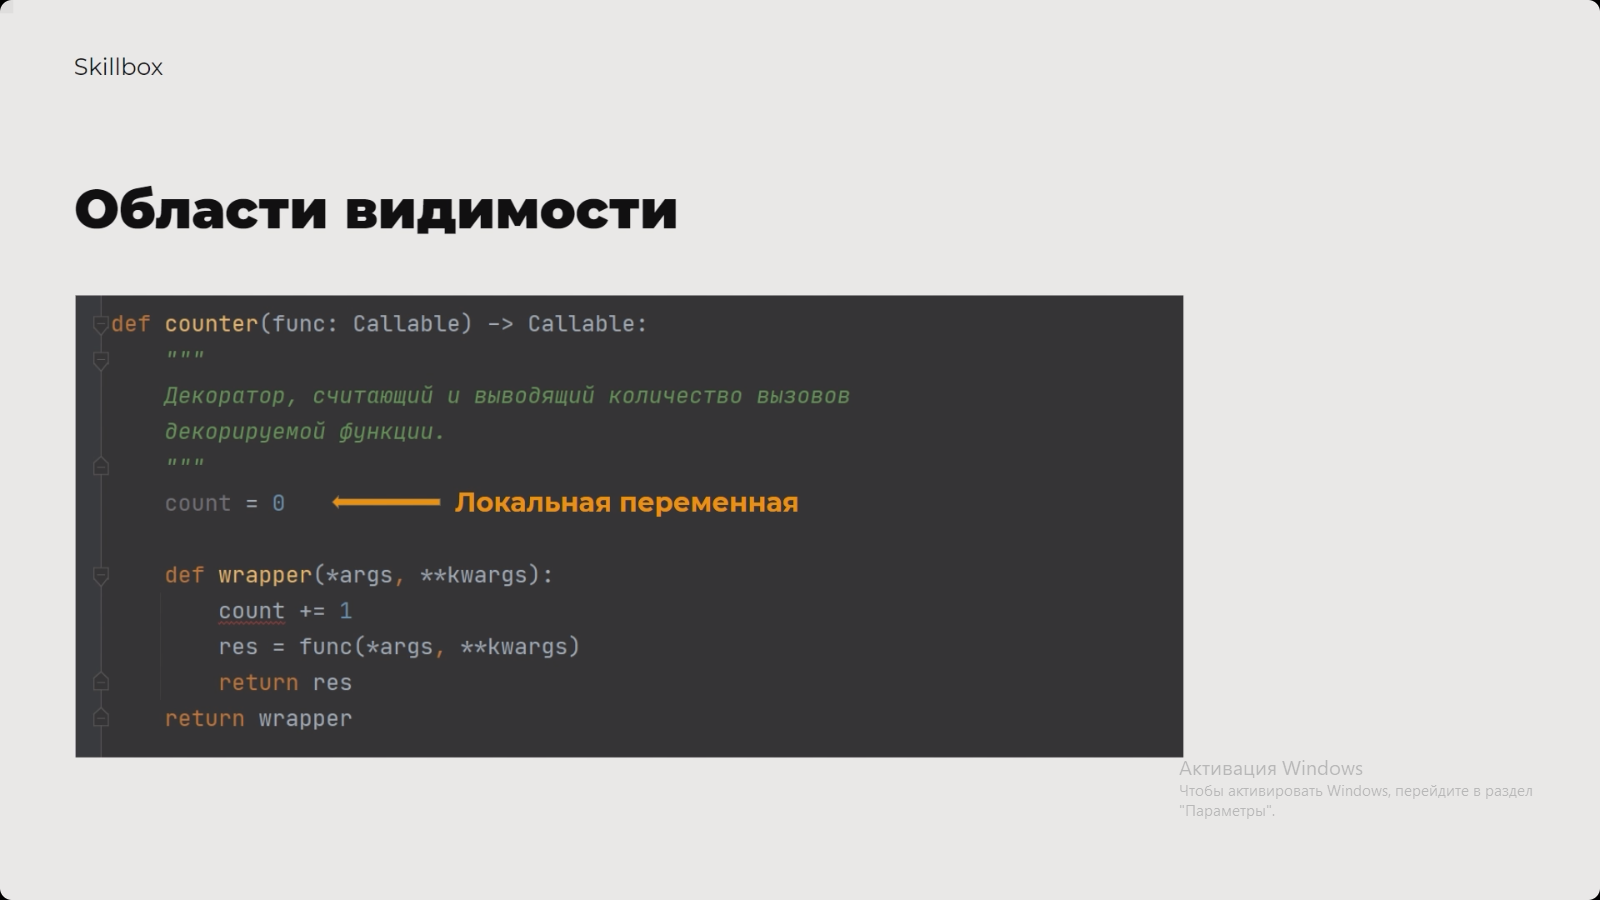 Skillbox
Области видимости
def counter(func: Callable) -> Callable:
"""
Декоратор, считающий и выводящий количество вызовов
декорируемой функции.
"""
count = 0
Локальная переменная
def wrapper(*args, **kwargs):
count += 1
res = func(*args, **kwargs)
return res
return wrapper
Активация Windows
Чтобы активировать Windows, перейдите в раздел
"Параметры".